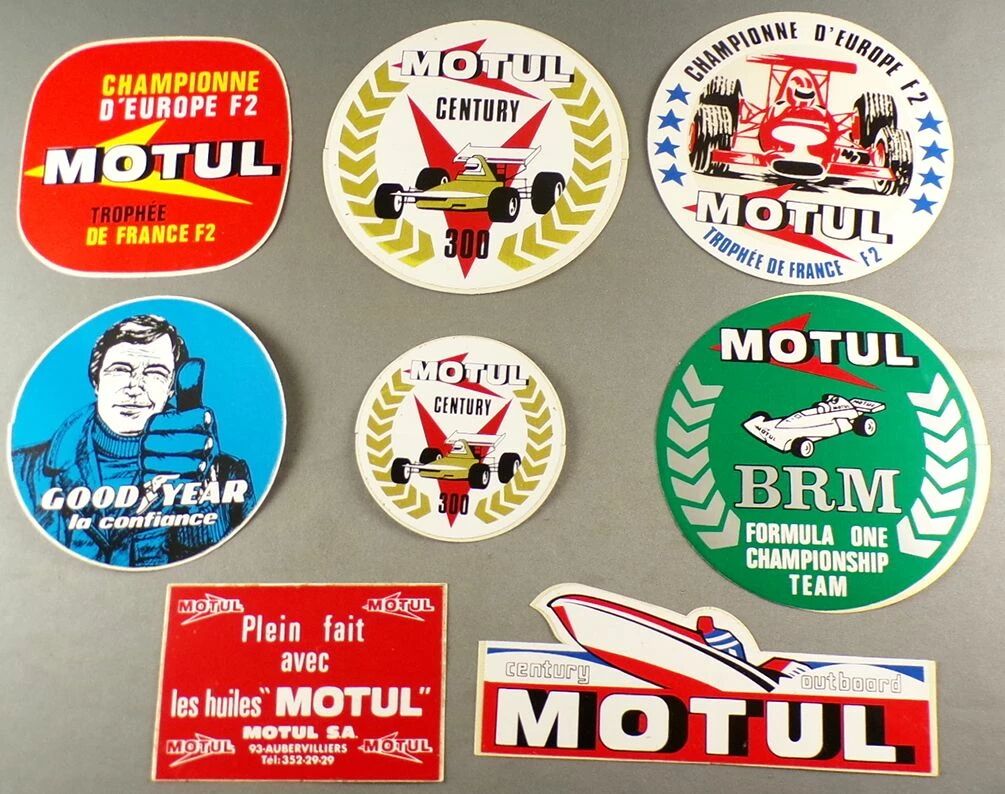 CHAMPIONNE
D'EUROPE F2
MOTUL
TROPHÉE
DE FRANCE F2
MOTUL
CENTURY
300
CHAMPIONNE D'EUROPE F2
MOTUL
TROPHÉE DE FRANCE F2
GOODYEAR
la confiance
MOTUL
CENTURY
300
MOTUL
MOTUL
MOTUL
BRM
FORMULA ONE
CHAMPIONSHIP
TEAM
MOTUL MOTUL
Plein fait
avec
les huiles "MOTUL"
MOTUL S.A.
93-AUBERVILLIERS
Tél: 352-29-29
MOTUL MOTUL
century outboard
MOTUL